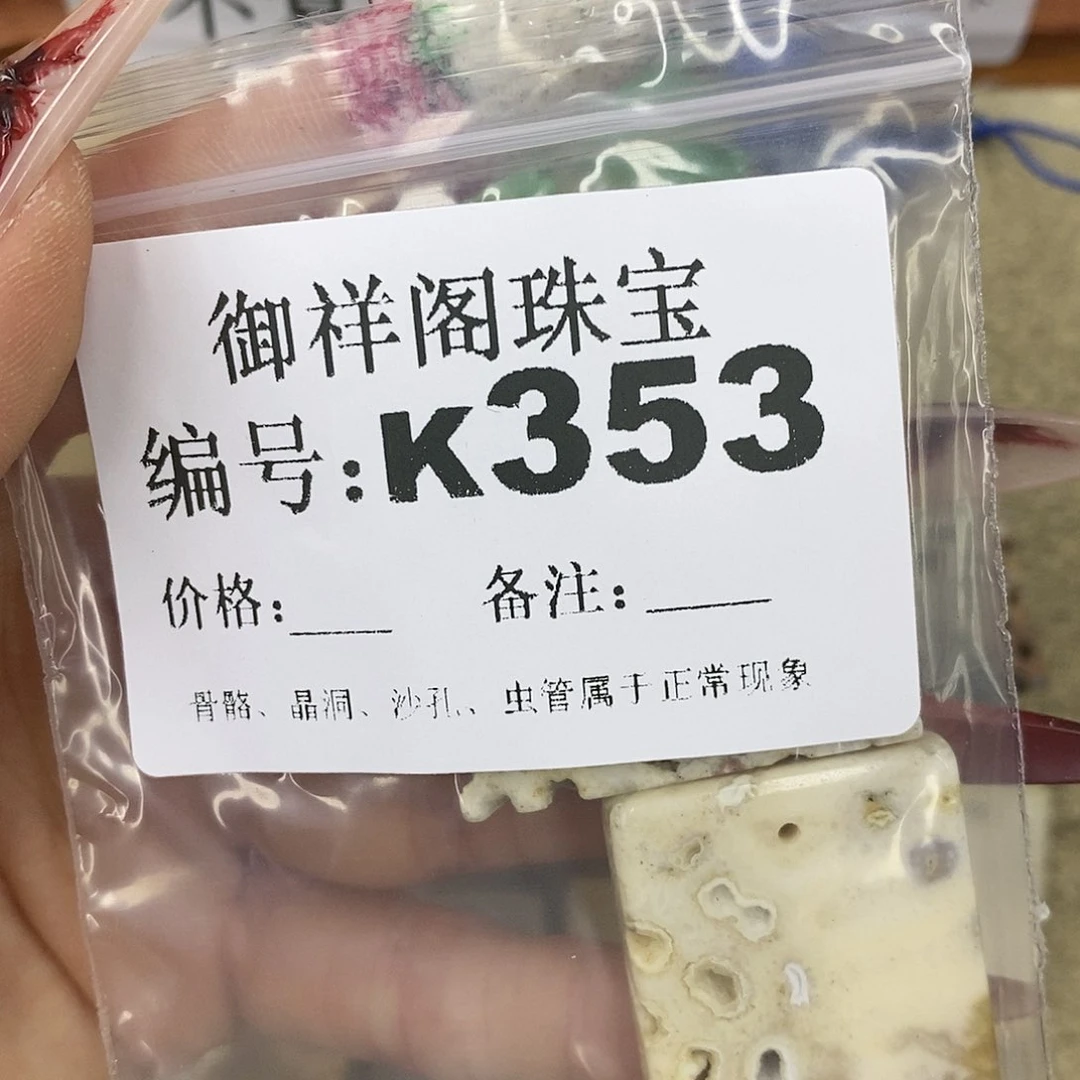 御祥阁珠宝
编号:K353
价格:____ 备注:____
骨骼、晶洞、沙孔、虫管属于正常现象